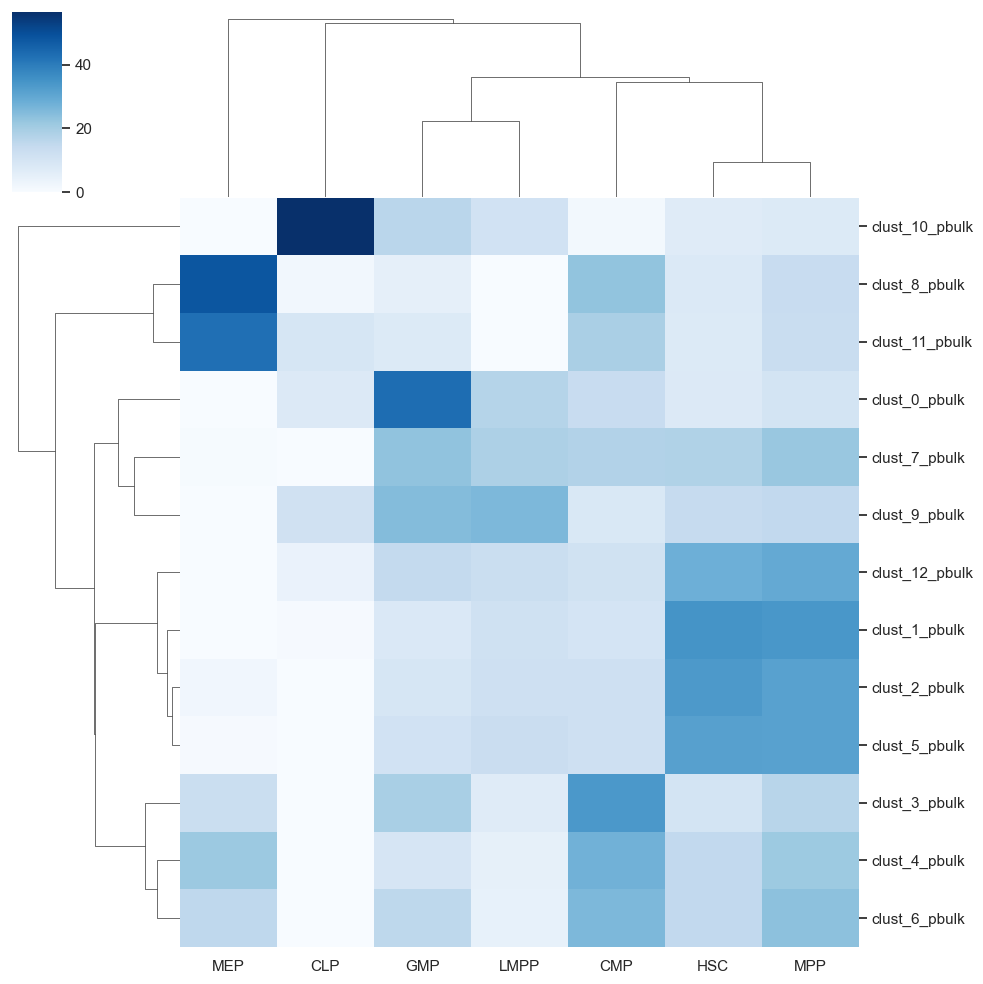 40
20
0
clust_10_pbulk
clust_8_pbulk
clust_11_pbulk
clust_0_pbulk
clust_7_pbulk
clust_9_pbulk
clust_12_pbulk
clust_1_pbulk
clust_2_pbulk
clust_5_pbulk
clust_3_pbulk
clust_4_pbulk
clust_6_pbulk
MEP CLP GMP LMPP CMP HSC MPP